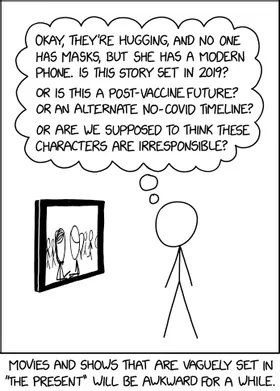 OKAY, THEY'RE HUGGING, AND NO ONE
HAS MASKS, BUT SHE HAS A MODERN
PHONE. IS THIS STORY SET IN 2019?
OR IS THIS A POST-VACCINE FUTURE?
OR AN ALTERNATE NO-COVID TIMELINE?
OR ARE WE SUPPOSED TO THINK THESE
CHARACTERS ARE IRRESPONSIBLE?
MOVIES AND SHOWS THAT ARE VAGUELY SET IN
"THE PRESENT" WILL BE AWKWARD FOR A WHILE.